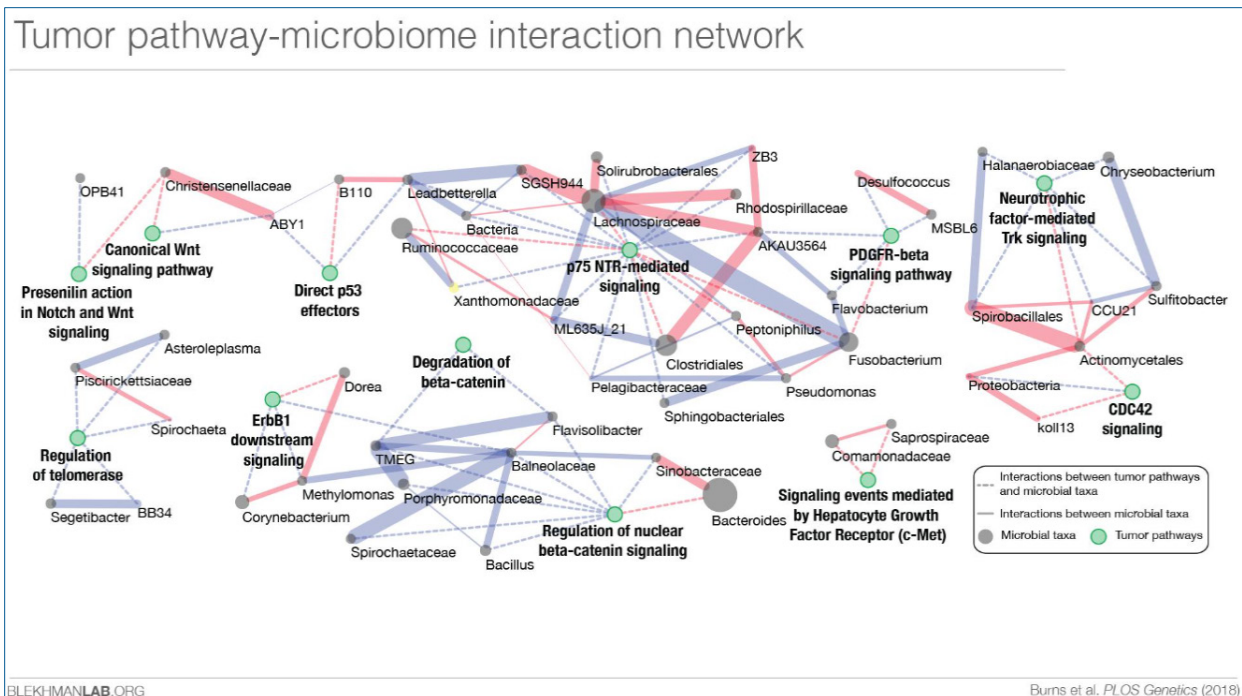 Tumor pathway-microbiome interaction network
OPB41
Christensenellaceae
ABY1
B110
Leadbetterella
Bacteria
SGSH944
Solirubrobacterales
Lachnospiraceae
ZB3
Rhodospirillaceae
AKAU3564
Desulfococcus
MSBL6
Halanaerobiaceae
Chryseobacterium
Canonical Wnt
signaling pathway
Presenilin action
in Notch and Wnt
signaling
Direct p53
effectors
Ruminococcaceae
Xanthomonadaceae
p75 NTR-mediated
signaling
PDGFR-beta
signaling pathway
Flavobacterium
Neurotrophic
factor-mediated
Trk signaling
Sulfitobacter
Spirobacillales
CCU21
Actinomycetales
ML635J_21
Peptoniphilus
Clostridiales
Fusobacterium
Pelagibacteraceae
Pseudomonas
Sphingobacteriales
Proteobacteria
koll13
CDC42
signaling
Asteroleplasma
Piscirickettsiaceae
Spirochaeta
Regulation
of telomerase
Segetibacter
BB34
Dorea
ErbB1
downstream
signaling
Degradation of
beta-catenin
Flavisolibacter
TMEG
Balneolaceae
Methylomonas
Corynebacterium
Porphyromonadaceae
Sinobacteraceae
Bacteroides
Spirochaetaceae
Bacillus
Regulation of nuclear
beta-catenin signaling
Saprospiraceae
Comamonadaceae
Signaling events mediated
by Hepatocyte Growth
Factor Receptor (c-Met)
Interactions between tumor pathways
and microbial taxa
Interactions between microbial taxa
Microbial taxa
Tumor pathways
BLEKHMANLAB.ORG
Burns et al. PLOS Genetics (2018)